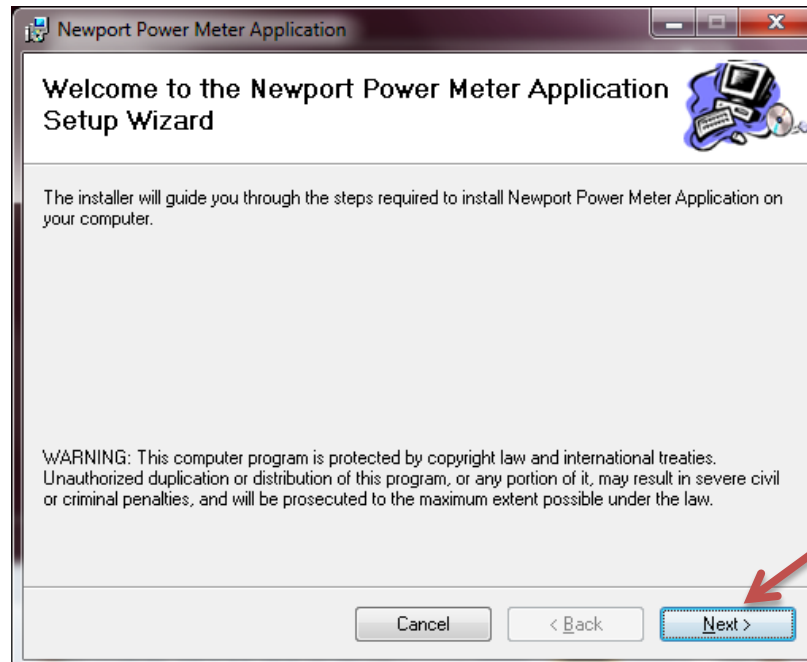 Newport Power Meter Application
Welcome to the Newport Power Meter Application
Setup Wizard
The installer will guide you through the steps required to install Newport Power Meter Application on
your computer.
WARNING: This computer program is protected by copyright law and international treaties.
Unauthorized duplication or distribution of this program, or any portion of it, may result in severe civil
or criminal penalties, and will be prosecuted to the maximum extent possible under the law.
Cancel
< Back
Next >